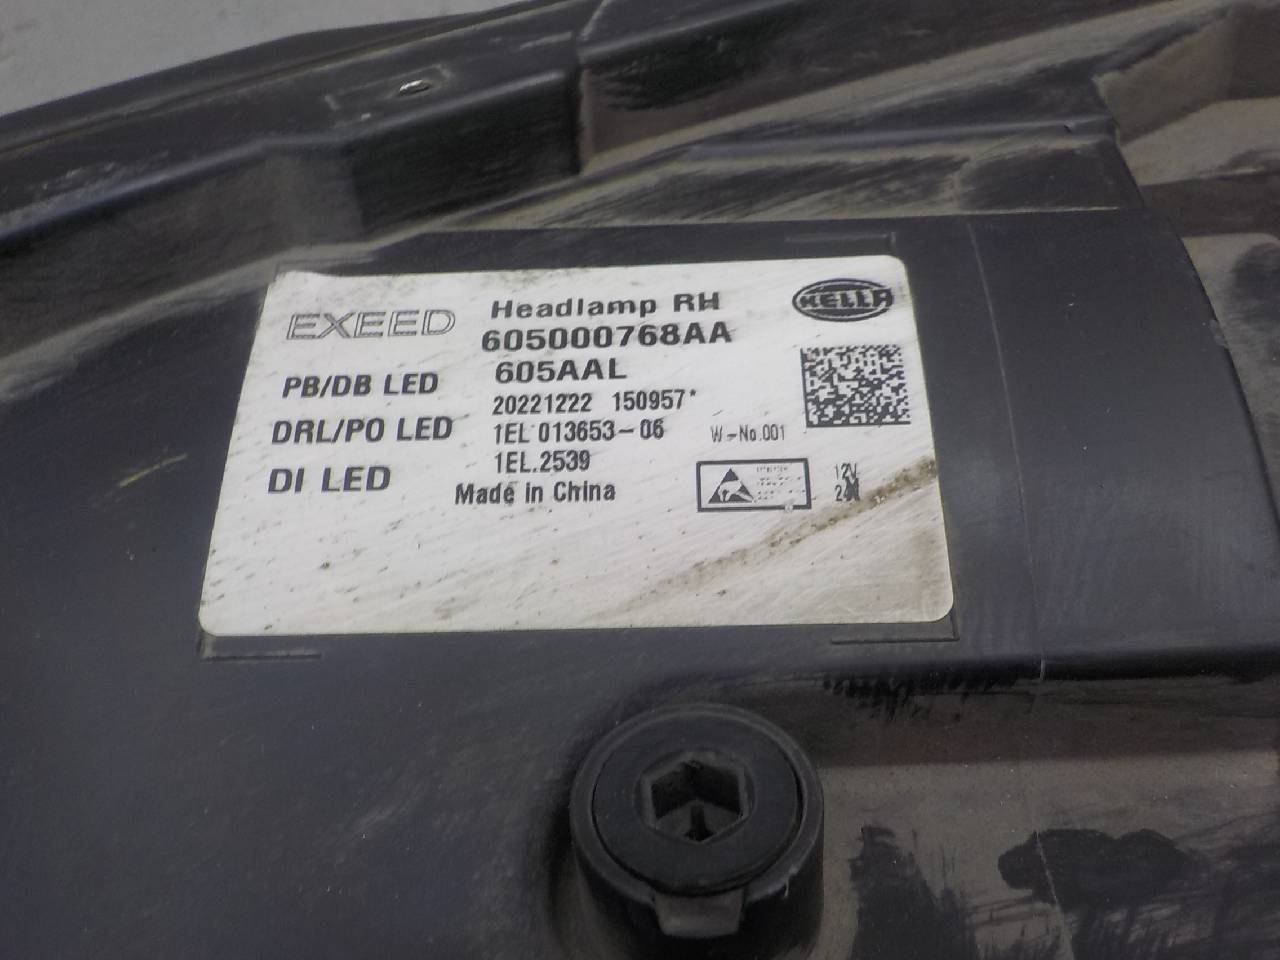 EXEED
Headlamp RH
HELLA
605000768AA
PB/DB LED
605AAL
20221222 150957*
DRL/PO LED
1EL 013653-06
W-No.001
DI LED
1EL.2539
12V
Made in China